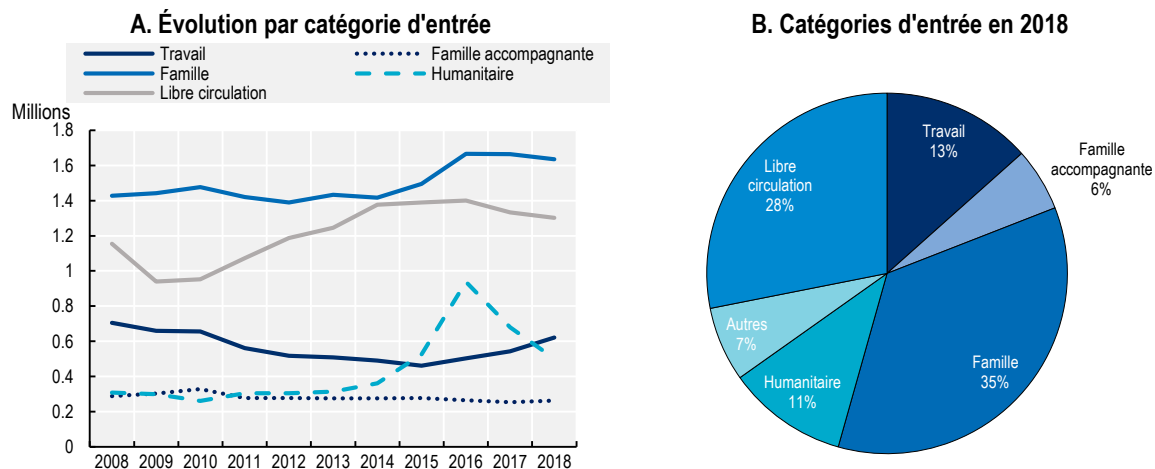 A. Évolution par catégorie d'entrée
Travail
Famille accompagnante
Famille
Humanitaire
Libre circulation
Millions
1.8
1.6
1.4
1.2
1
0.8
0.6
0.4
0.2
0
2008 2009 2010 2011 2012 2013 2014 2015 2016 2017 2018
B. Catégories d'entrée en 2018
Travail
13%
Famille
accompagnante
6%
Famille
35%
Humanitaire
11%
Autres
7%
Libre
circulation
28%